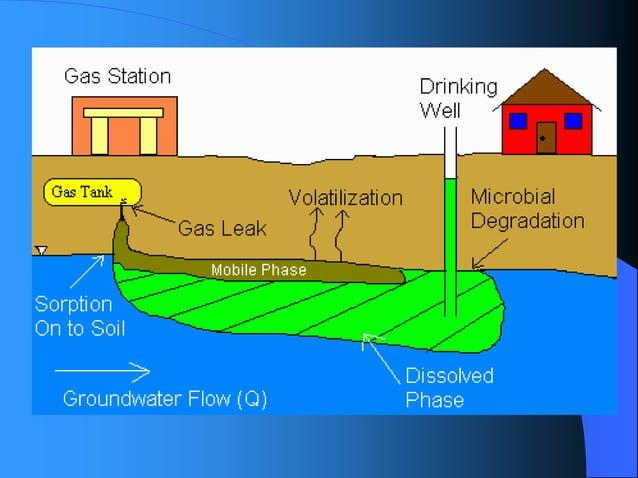 Gas Station
Drinking
Well
Gas Tank
Volatilization
Microbial
Degradation
Gas Leak
Mobile Phase
Sorption
On to Soil
Dissolved
Phase
Groundwater Flow (Q)